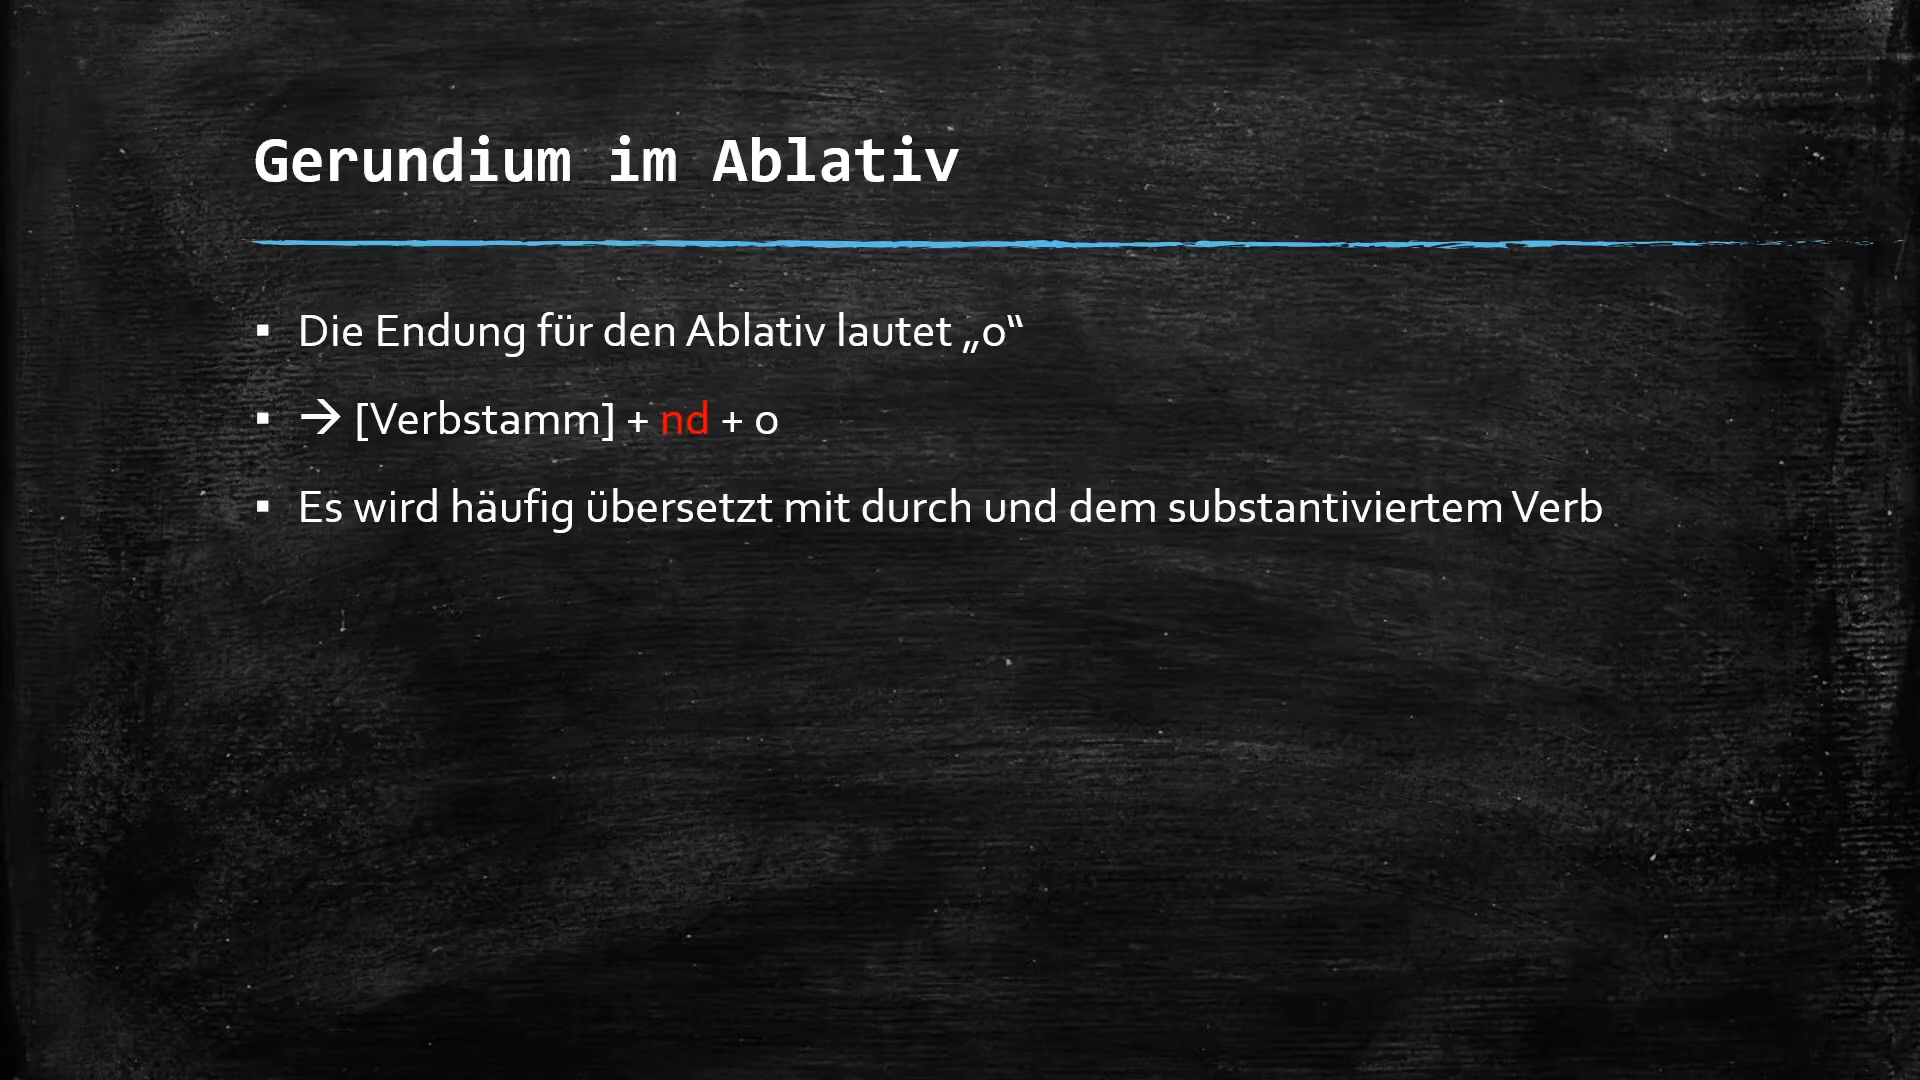 Gerundium im Ablativ
▪ Die Endung für den Ablativ lautet „o“
▪ → [Verbstamm] + nd + o
▪ Es wird häufig übersetzt mit durch und dem substantiviertem Verb